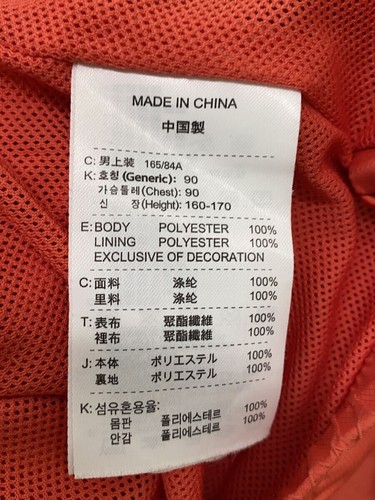 MADE IN CHINA
中国製
C: 男上装 165/84A
K: 호칭(Generic): 90
가슴둘레(Chest): 90
신 장(Height): 160-170
E: BODY POLYESTER 100%
LINING POLYESTER 100%
EXCLUSIVE OF DECORATION
C: 面料 涤纶 100%
里料 涤纶 100%
T: 表布 聚酯纖維 100%
裡布 聚酯纖維 100%
J: 本体 ポリエステル 100%
裏地 ポリエステル 100%
K: 섬유혼용율:
몸판 폴리에스테르 100%
안감 폴리에스테르 100%